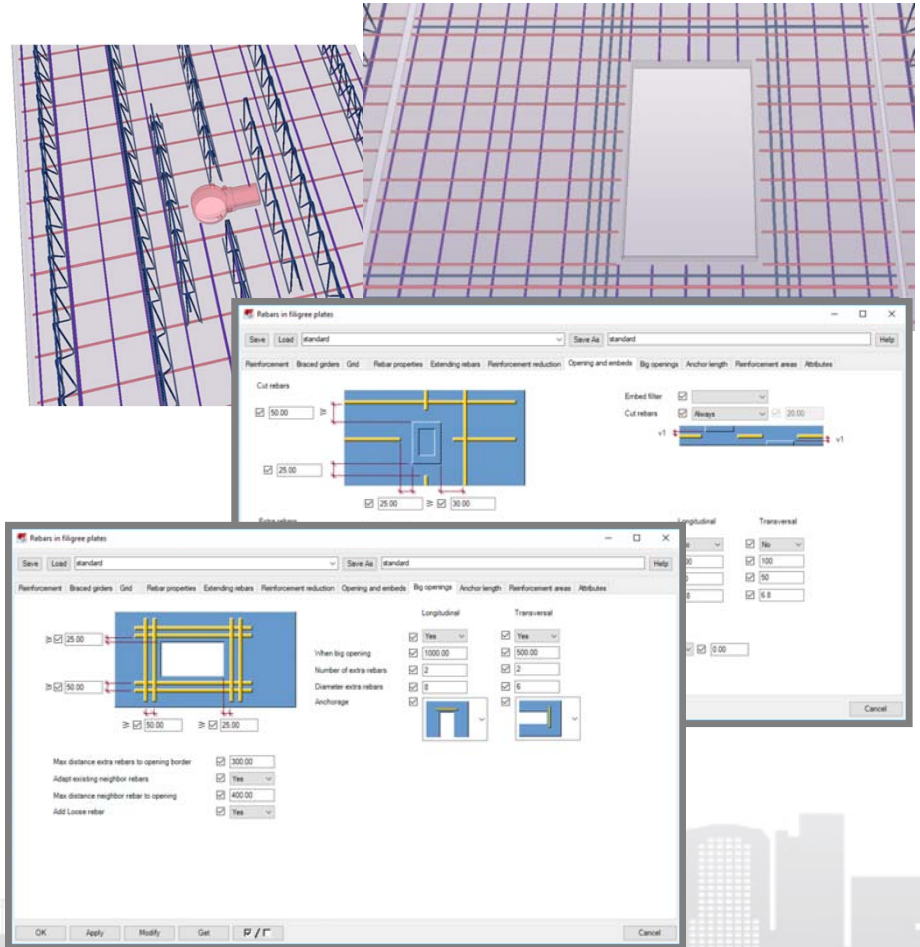 Rebars in filigree plates
Save Load standard Save As standard Help
Reinforcement Braced girders Grid Rebar properties Extending rebars Reinforcement reduction Opening and embeds Big openings Anchor length Reinforcement areas Attributes
Cut rebars
50.00
25.00
25.00 30.00
Embed filter
Cut rebars Always 20.00
v1 v1
Longitudinal Transversal
No
100
50
6.8
0.00
Cancel
Rebars in filigree plates
Save Load standard Save As standard Help
Reinforcement Braced girders Grid Rebar properties Extending rebars Reinforcement reduction Opening and embeds Big openings Anchor length Reinforcement areas Attributes
Longitudinal Transversal
25.00
50.00
50.00 25.00
Yes Yes
When big opening 1000.00 500.00
Number of extra rebars 2 2
Diameter extra rebars 8 6
Anchorage
Max distance extra rebars to opening border 300.00
Adapt existing neighbor rebars Yes
Max distance neighbor rebar to opening 400.00
Add Loose rebar Yes
OK Apply Modify Get / Cancel